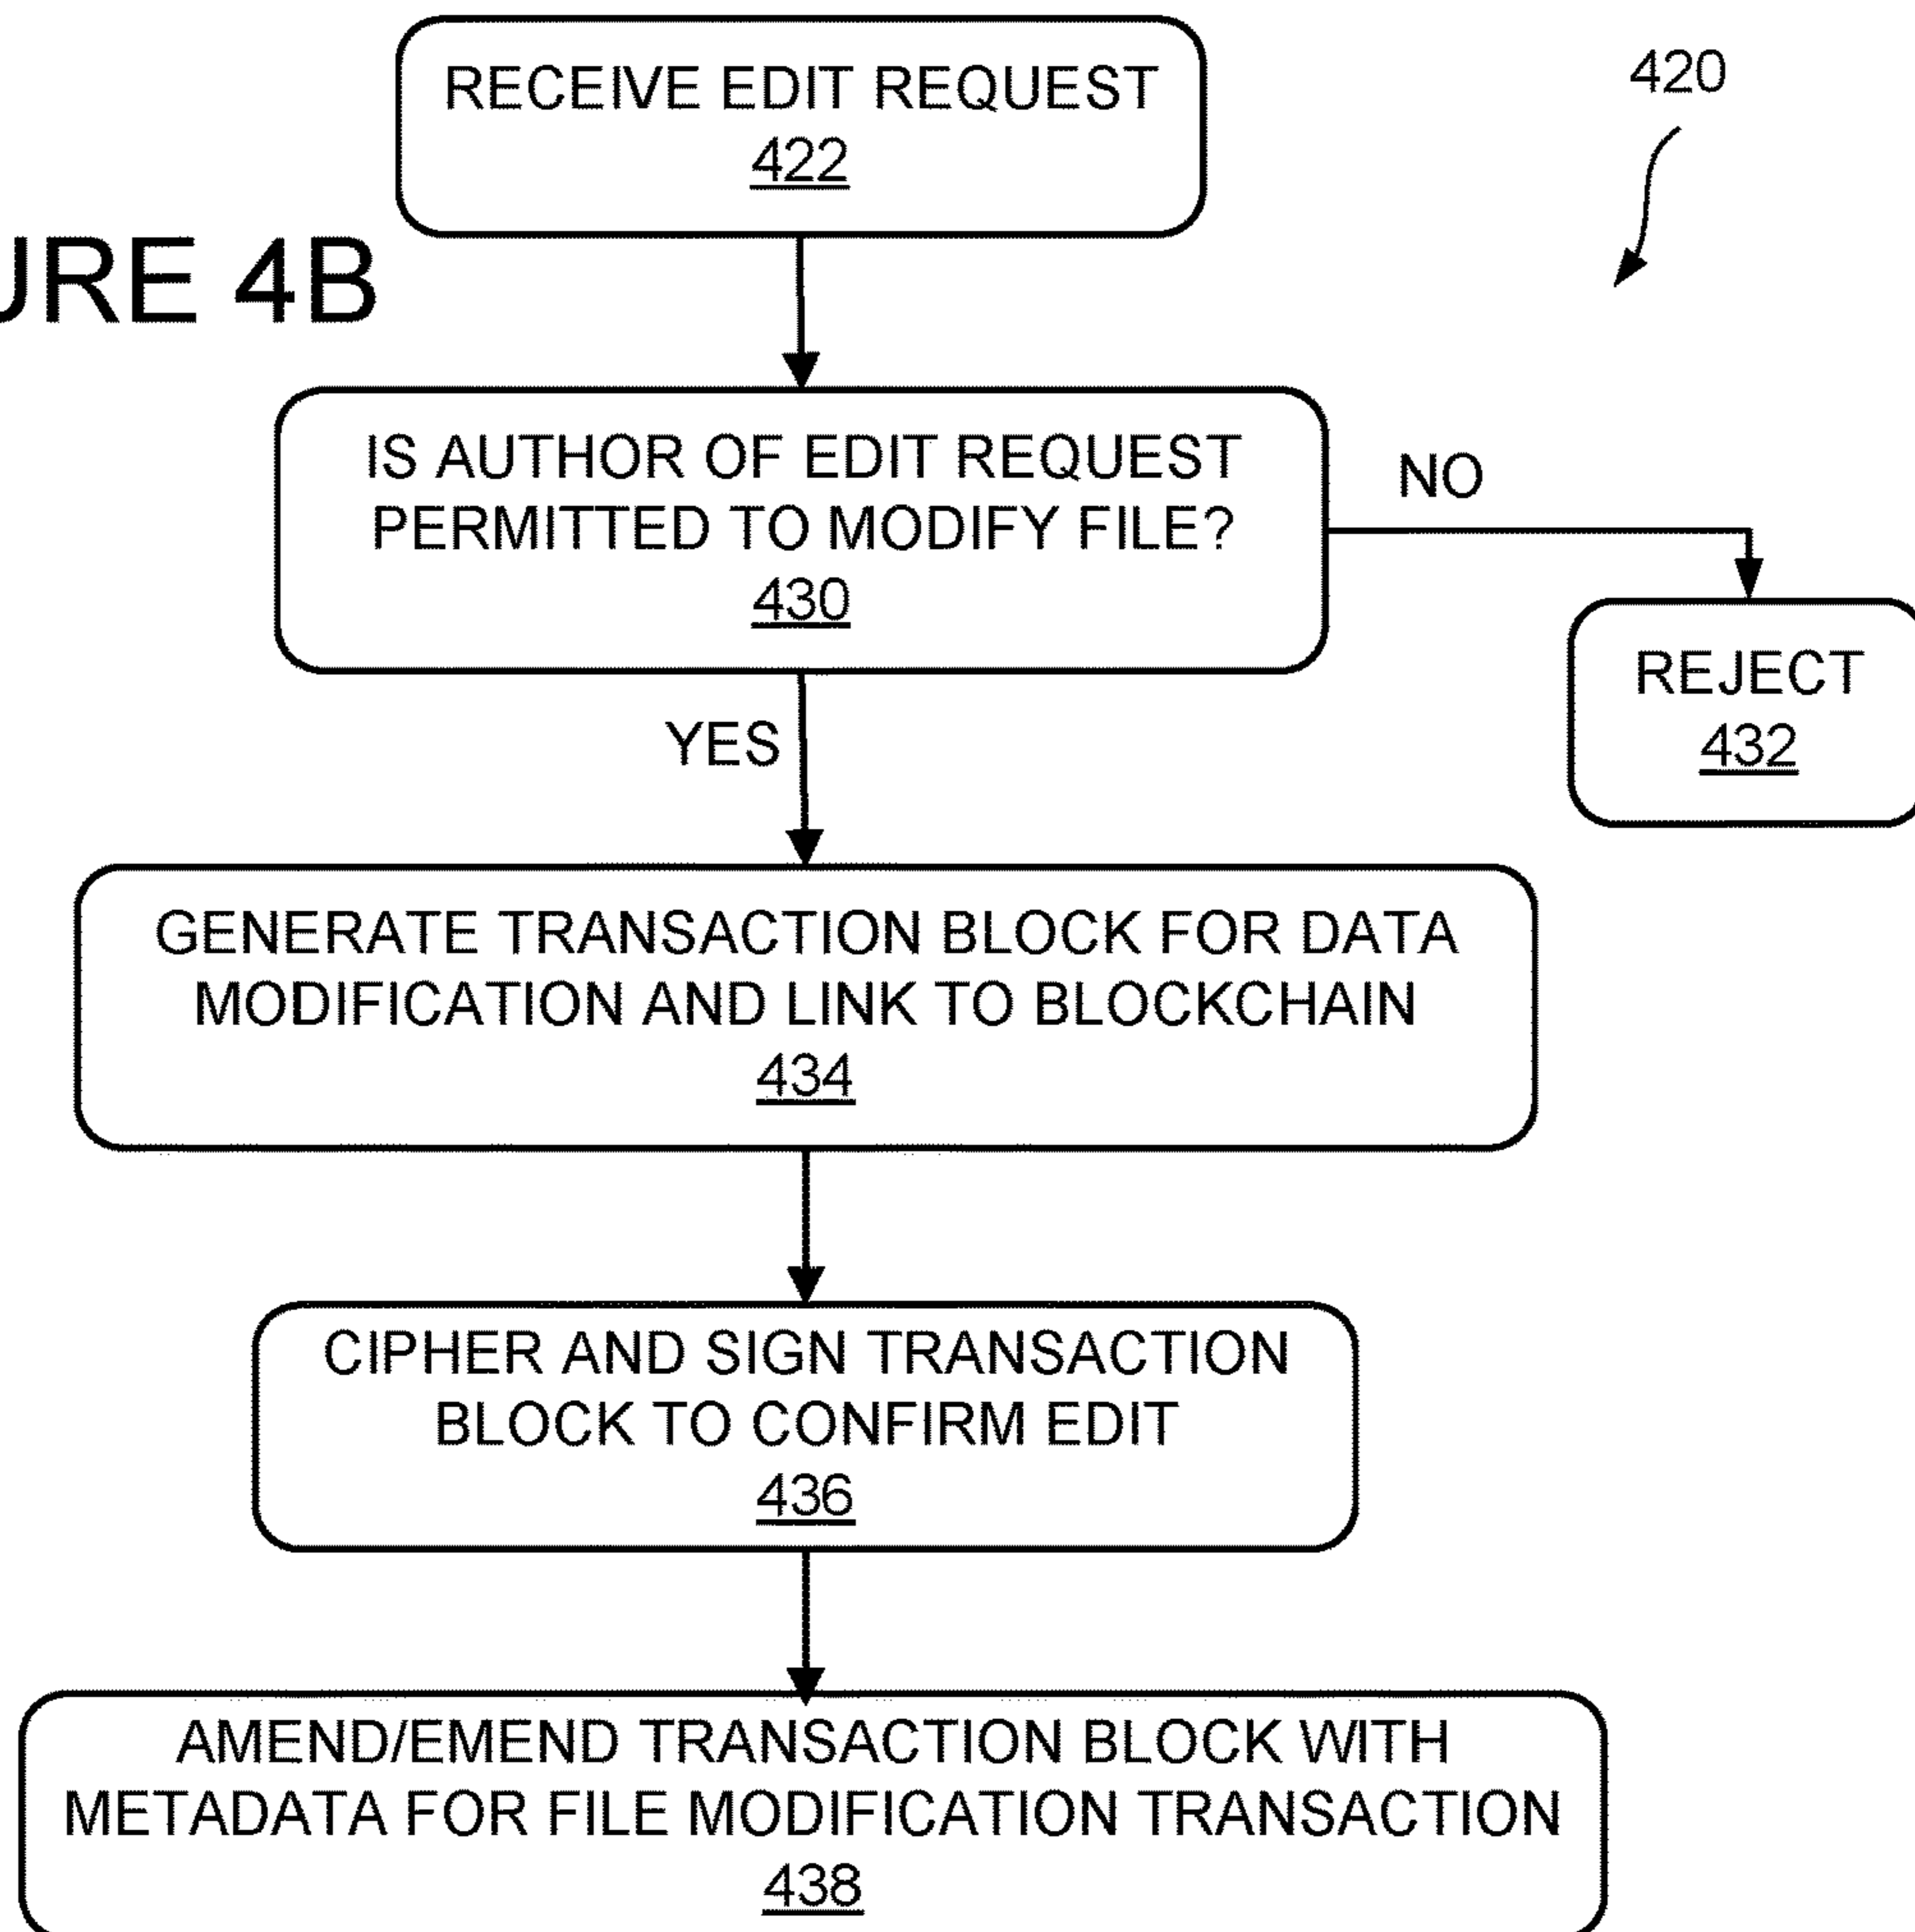 RECEIVE EDIT REQUEST
422
420
URE 4B
IS AUTHOR OF EDIT REQUEST
PERMITTED TO MODIFY FILE?
430
NO
REJECT
432
YES
GENERATE TRANSACTION BLOCK FOR DATA
MODIFICATION AND LINK TO BLOCKCHAIN
434
CIPHER AND SIGN TRANSACTION
BLOCK TO CONFIRM EDIT
436
AMEND/EMEND TRANSACTION BLOCK WITH
METADATA FOR FILE MODIFICATION TRANSACTION
438